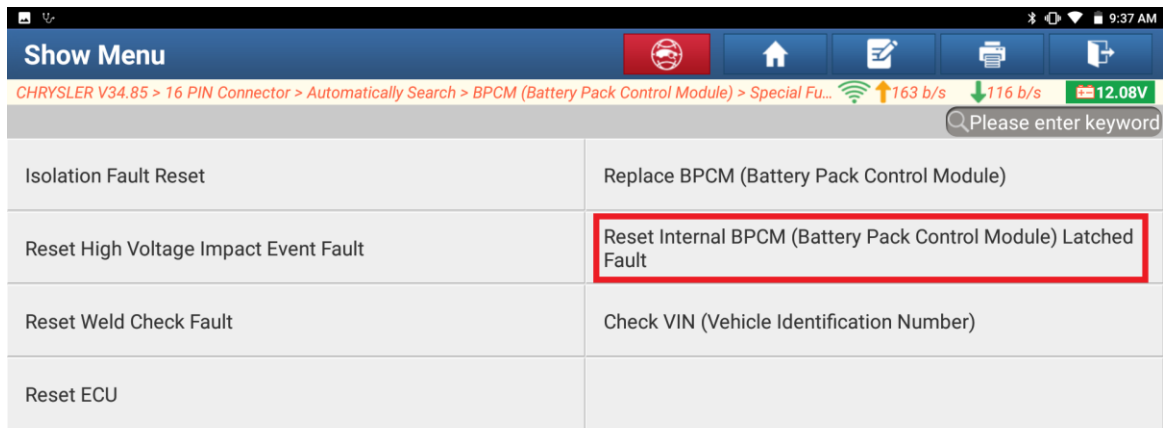 9:37 AM
Show Menu
CHRYSLER V34.85 > 16 PIN Connector > Automatically Search > BPCM (Battery Pack Control Module) > Special Fu... 163 b/s 116 b/s 12.08V
Please enter keyword
Isolation Fault Reset
Replace BPCM (Battery Pack Control Module)
Reset High Voltage Impact Event Fault
Reset Internal BPCM (Battery Pack Control Module) Latched
Fault
Reset Weld Check Fault
Check VIN (Vehicle Identification Number)
Reset ECU